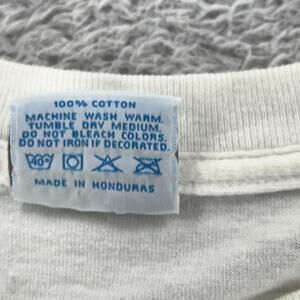 100% COTTON
MACHINE WASH WARM.
TUMBLE DRY MEDIUM.
DO NOT BLEACH COLORS.
DO NOT IRON IF DECORATED.
40°
MADE IN HONDURAS